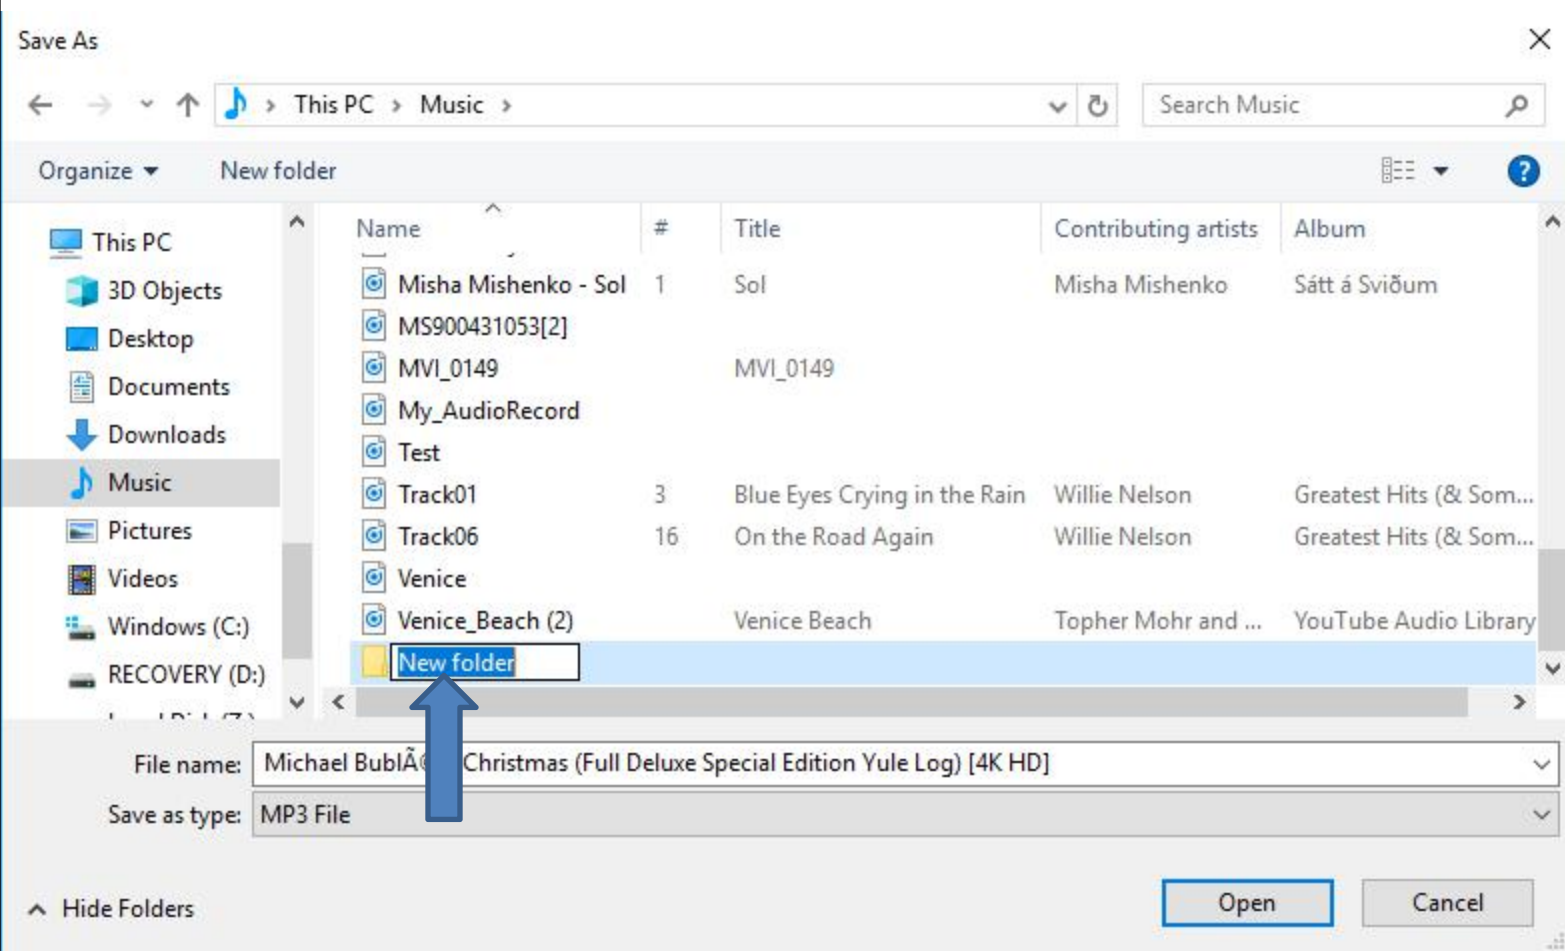 Save As
This PC > Music >
Search Music
Organize
New folder
Name # Title Contributing artists Album
This PC
3D Objects
Desktop
Documents
Downloads
Music
Pictures
Videos
Windows (C:)
RECOVERY (D:)
Misha Mishenko - Sol 1 Sol Misha Mishenko Sátt á Sviðum
MS900431053[2]
MVI_0149 MVI_0149
My_AudioRecord
Test
Track01 3 Blue Eyes Crying in the Rain Willie Nelson Greatest Hits (& Som...
Track06 16 On the Road Again Willie Nelson Greatest Hits (& Som...
Venice
Venice_Beach (2) Venice Beach Topher Mohr and ... YouTube Audio Library
New folder
File name: Michael Bubl Christmas (Full Deluxe Special Edition Yule Log) [4K HD]
Save as type: MP3 File
Hide Folders
Open
Cancel